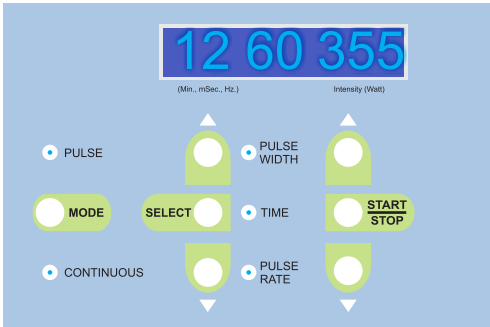 12 60 355
(Min., mSec., Hz.) Intensity (Watt)
PULSE
PULSE
WIDTH
MODE
SELECT
TIME
START
STOP
CONTINUOUS
PULSE
RATE